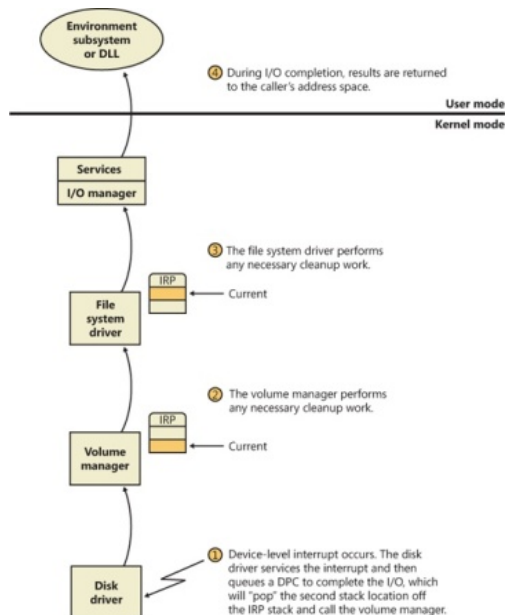 Environment
subsystem
or DLL
④ During I/O completion, results are returned
to the caller's address space.
User mode
Kernel mode
Services
I/O manager
③ The file system driver performs
any necessary cleanup work.
IRP
Current
File
system
driver
② The volume manager performs
any necessary cleanup work.
IRP
Current
Volume
manager
① Device-level interrupt occurs. The disk
driver services the interrupt and then
queues a DPC to complete the I/O, which
will "pop" the second stack location off
the IRP stack and call the volume manager.
Disk
driver